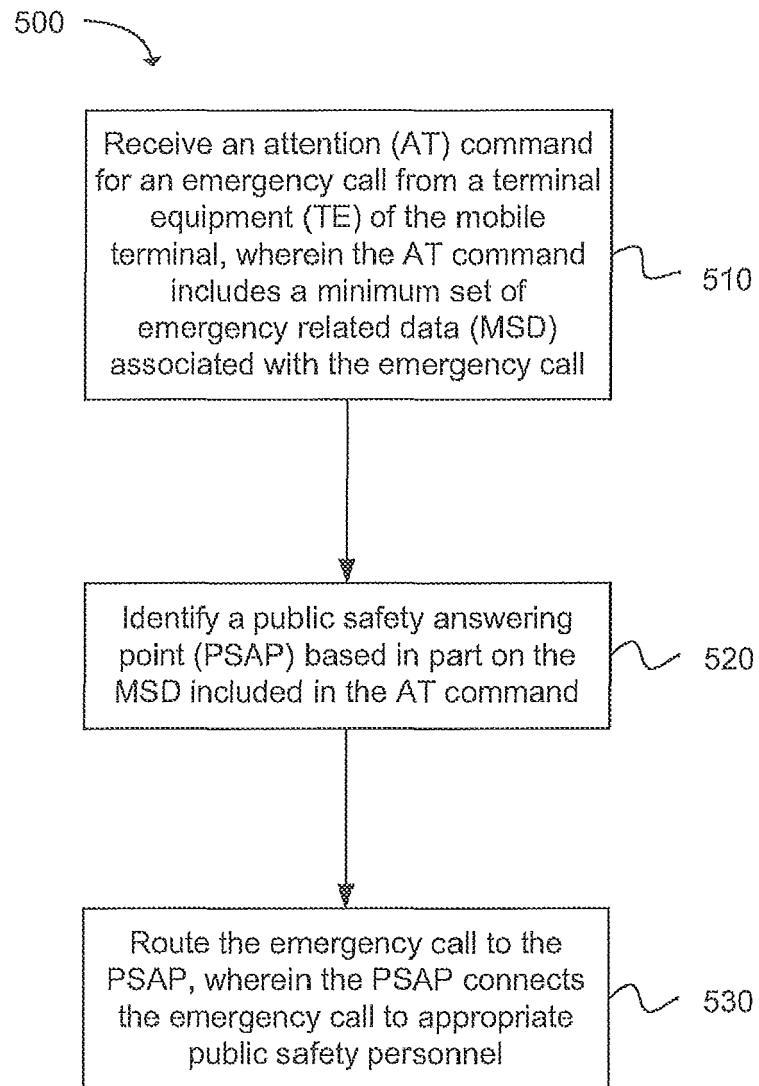 500
Receive an attention (AT) command
for an emergency call from a terminal
equipment (TE) of the mobile
terminal, wherein the AT command
includes a minimum set of
emergency related data (MSD)
associated with the emergency call
510
Identify a public safety answering
point (PSAP) based in part on the
MSD included in the AT command
520
Route the emergency call to the
PSAP, wherein the PSAP connects
the emergency call to appropriate
public safety personnel
530